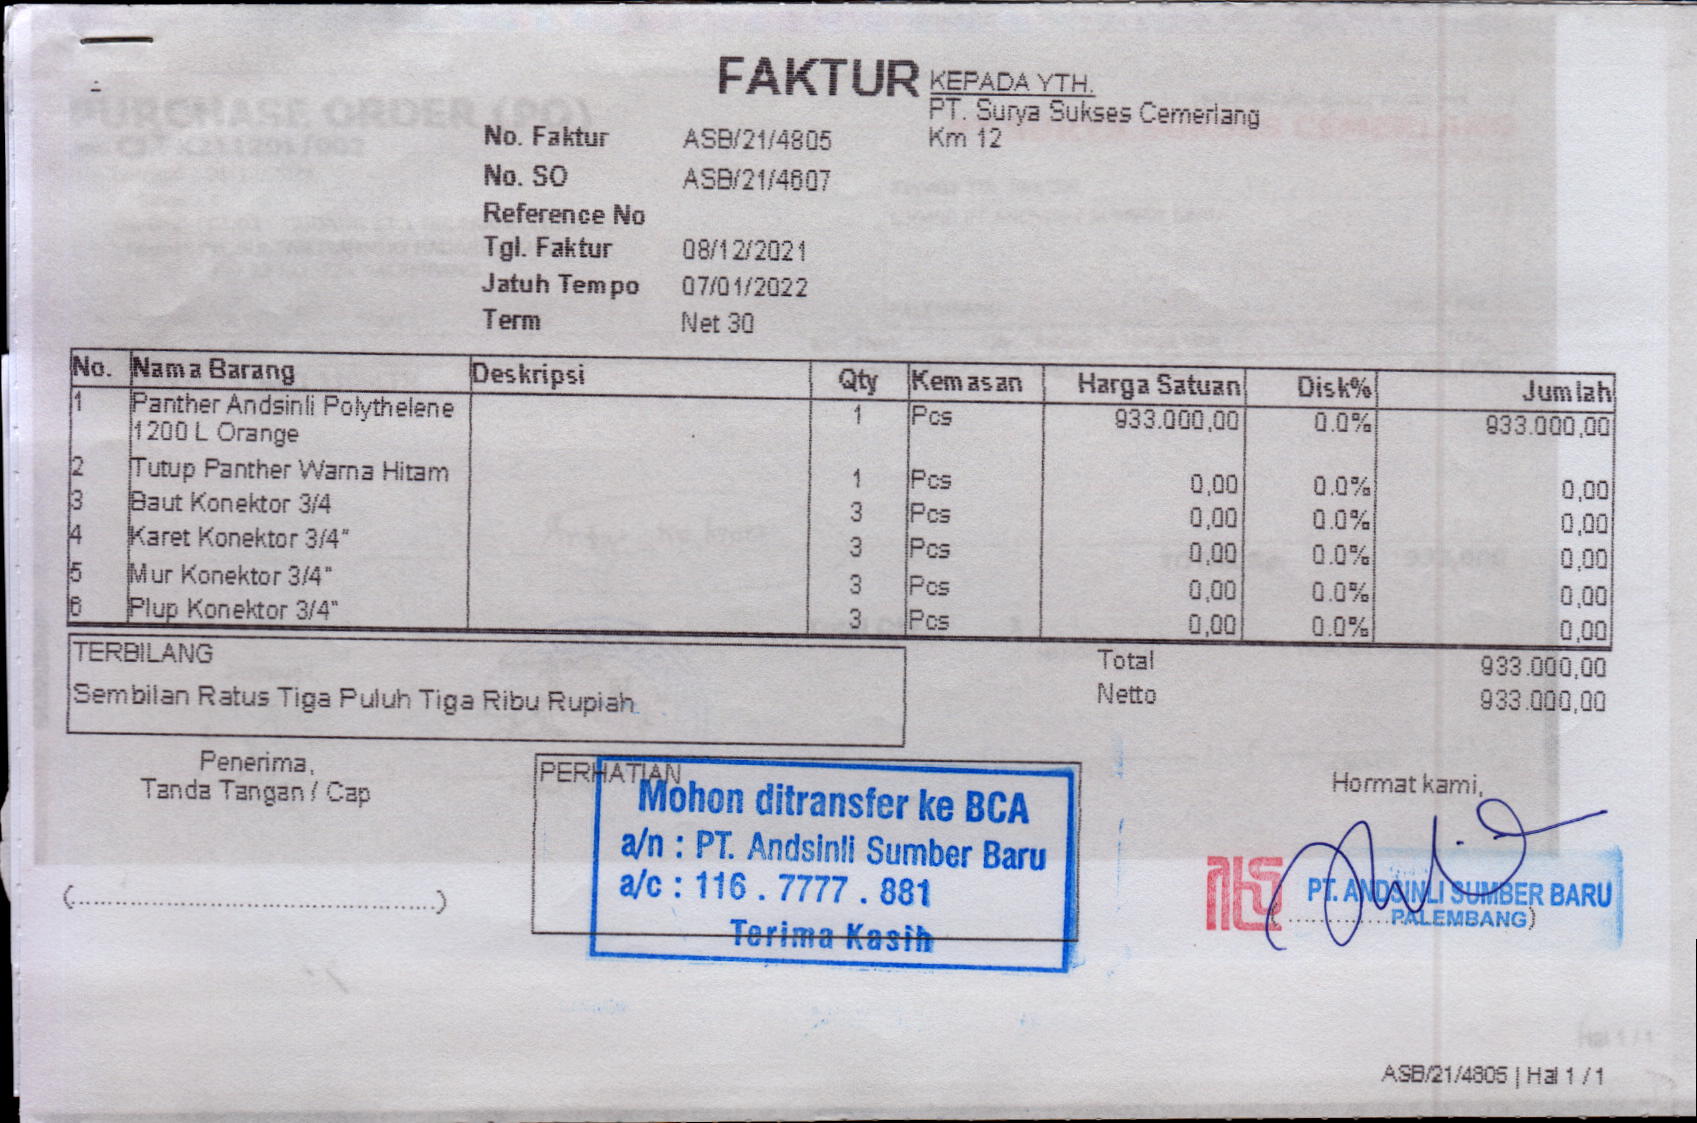 FAKTUR
KEPADA YTH.
PT. Surya Sukses Cemerlang
Km 12
No. Faktur ASB/21/4805
No. SO ASB/21/4807
Reference No
Tgl. Faktur 08/12/2021
Jatuh Tempo 07/01/2022
Term Net 30
No. Nama Barang Deskripsi Qty Kemasan Harga Satuan Disk% Jumlah
1 Panther Andsinli Polythelene 1 Pcs 933.000,00 0.0% 933.000,00
1200 L Orange
2 Tutup Panther Warna Hitam 1 Pcs 0,00 0.0% 0,00
3 Baut Konektor 3/4 3 Pcs 0,00 0.0% 0,00
4 Karet Konektor 3/4" 3 Pcs 0,00 0.0% 0,00
5 Mur Konektor 3/4" 3 Pcs 0,00 0.0% 0,00
6 Plup Konektor 3/4" 3 Pcs 0,00 0.0% 0,00
TERBILANG
Sembilan Ratus Tiga Puluh Tiga Ribu Rupiah
Total 933.000,00
Netto 933.000,00
Penerima,
Tanda Tangan / Cap
(..........................................)
PERHATIAN
Mohon ditransfer ke BCA
a/n : PT. Andsinli Sumber Baru
a/c : 116 . 7777 . 881
Terima Kasih
Hormat kami,
PT. ANDSINLI SUMBER BARU
PALEMBANG
PURCHASE ORDER (PO)
ASB/21/4805 | Hal 1 / 1